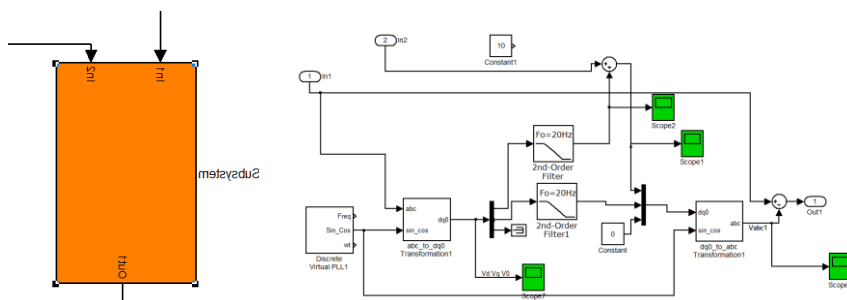 In2
In1
Subsystem
Out1
2
In2
10
Constant1
1
In1
Scope2
Fo=20Hz
2nd-Order
Filter
Scope1
Fo=20Hz
2nd-Order
Filter1
Freq
Sin_Cos
wt
Discrete
Virtual PLL1
abc
dq0
sin_cos
abc_to_dq0
Transformation1
0
Constant
dq0
abc
sin_cos
dq0_to_abc
Transformation1
Vabc1
1
Out1
Vd Vq V0
Scope7
Scope